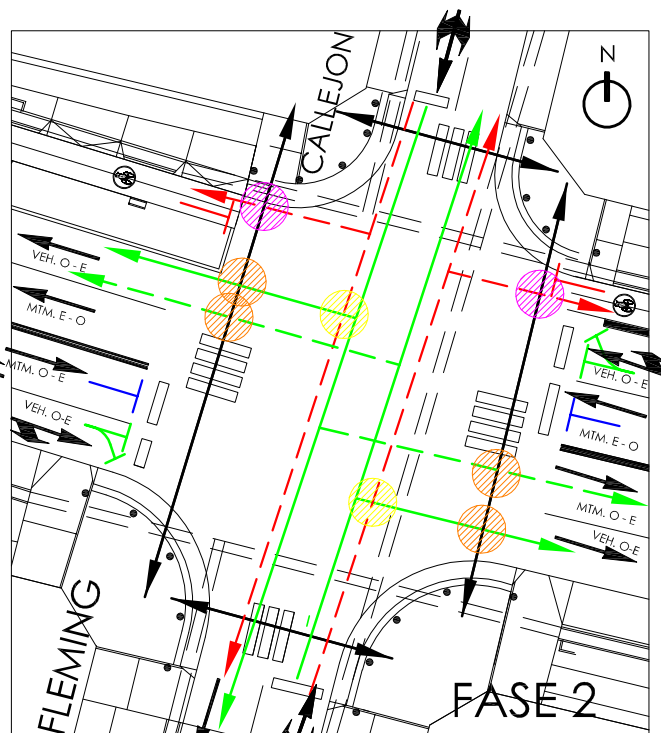 N
CALLEJON
VEH. O - E
MTM. E - O
MTM. O - E
VEH. O-E
VEH. O-E
MTM. E - O
MTM. O - E
VEH. O-E
FLEMING
FASE 2